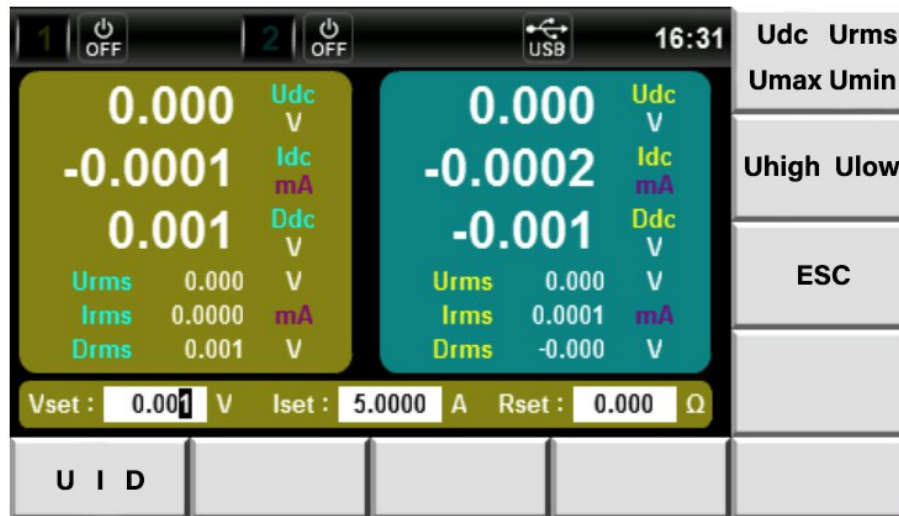 1 OFF 2 OFF USB 16:31
0.000 Udc V
-0.0001 Idc mA
0.001 Ddc V
Urms 0.000 V
Irms 0.0000 mA
Drms 0.001 V
0.000 Udc V
-0.0002 Idc mA
-0.001 Ddc V
Urms 0.000 V
Irms 0.0001 mA
Drms -0.000 V
Vset : 0.001 V Iset : 5.0000 A Rset : 0.000 Ω
Udc Urms
Umax Umin
Uhigh Ulow
ESC
U I D